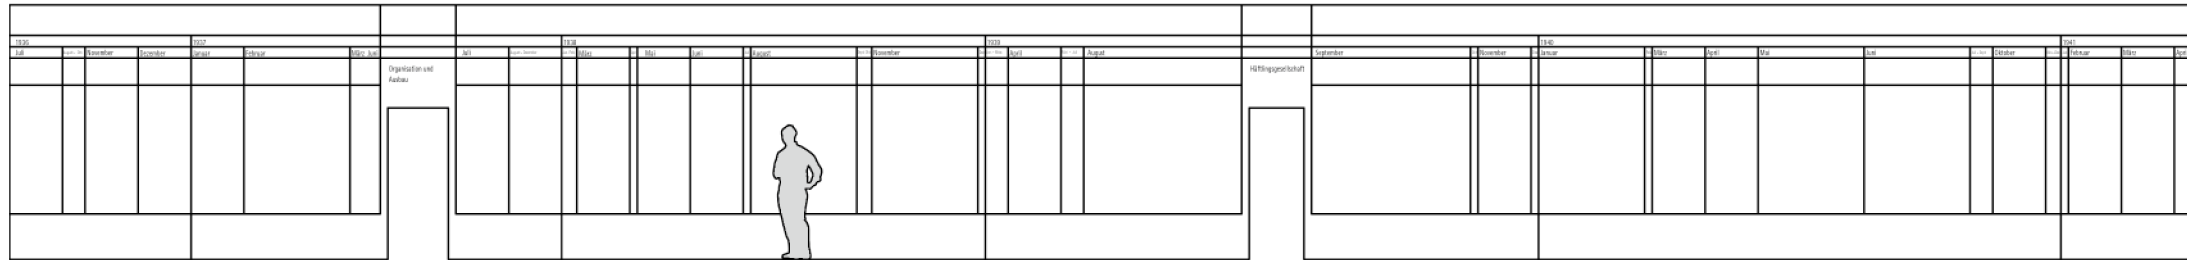 1936
1937
1938
1939
1940
1941
Juli
November
Dezember
Januar
Februar
März
Juni
Juli
März
Mai
Juni
August
November
April
August
September
November
Januar
März
April
Mai
Juni
Oktober
Februar
März
Organisation und
Ausbau
Häftlingsgesellschaft